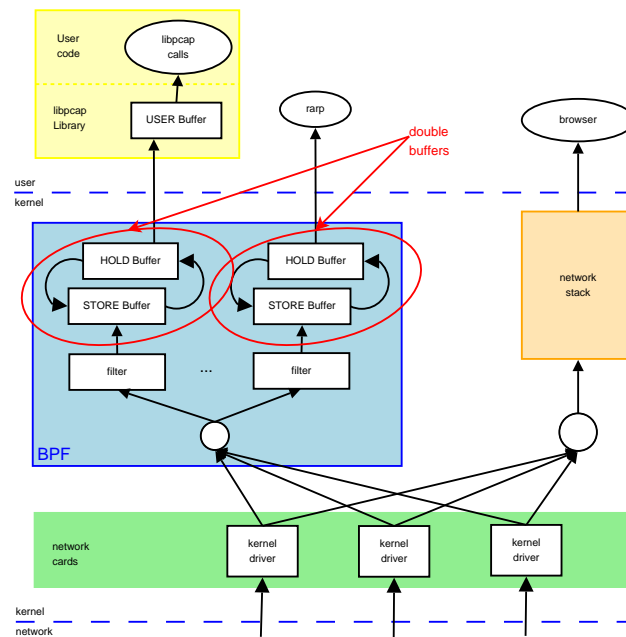 User
code
libpcap
calls
libpcap
Library
USER Buffer
rarp
browser
double
buffers
user
kernel
HOLD Buffer
HOLD Buffer
STORE Buffer
STORE Buffer
network
stack
filter
...
filter
BPF
network
cards
kernel
driver
kernel
driver
kernel
driver
kernel
network